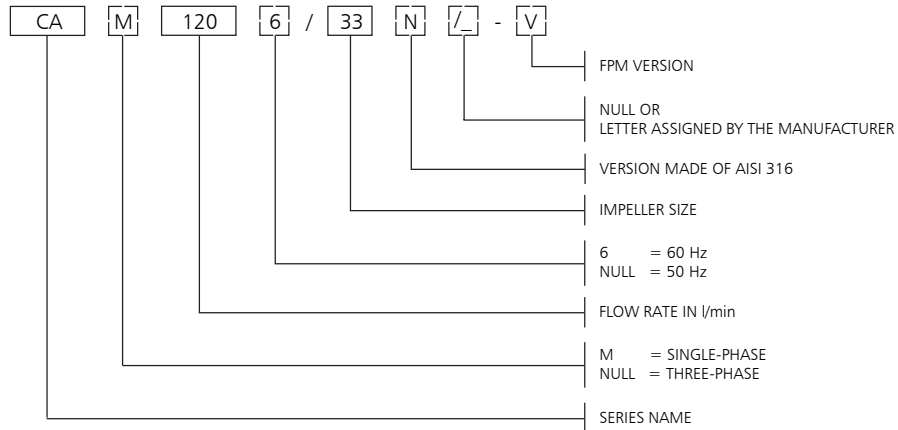 CA M 120 6 / 33 N /_ - V
FPM VERSION
NULL OR
LETTER ASSIGNED BY THE MANUFACTURER
VERSION MADE OF AISI 316
IMPELLER SIZE
6 = 60 Hz
NULL = 50 Hz
FLOW RATE IN l/min
M = SINGLE-PHASE
NULL = THREE-PHASE
SERIES NAME